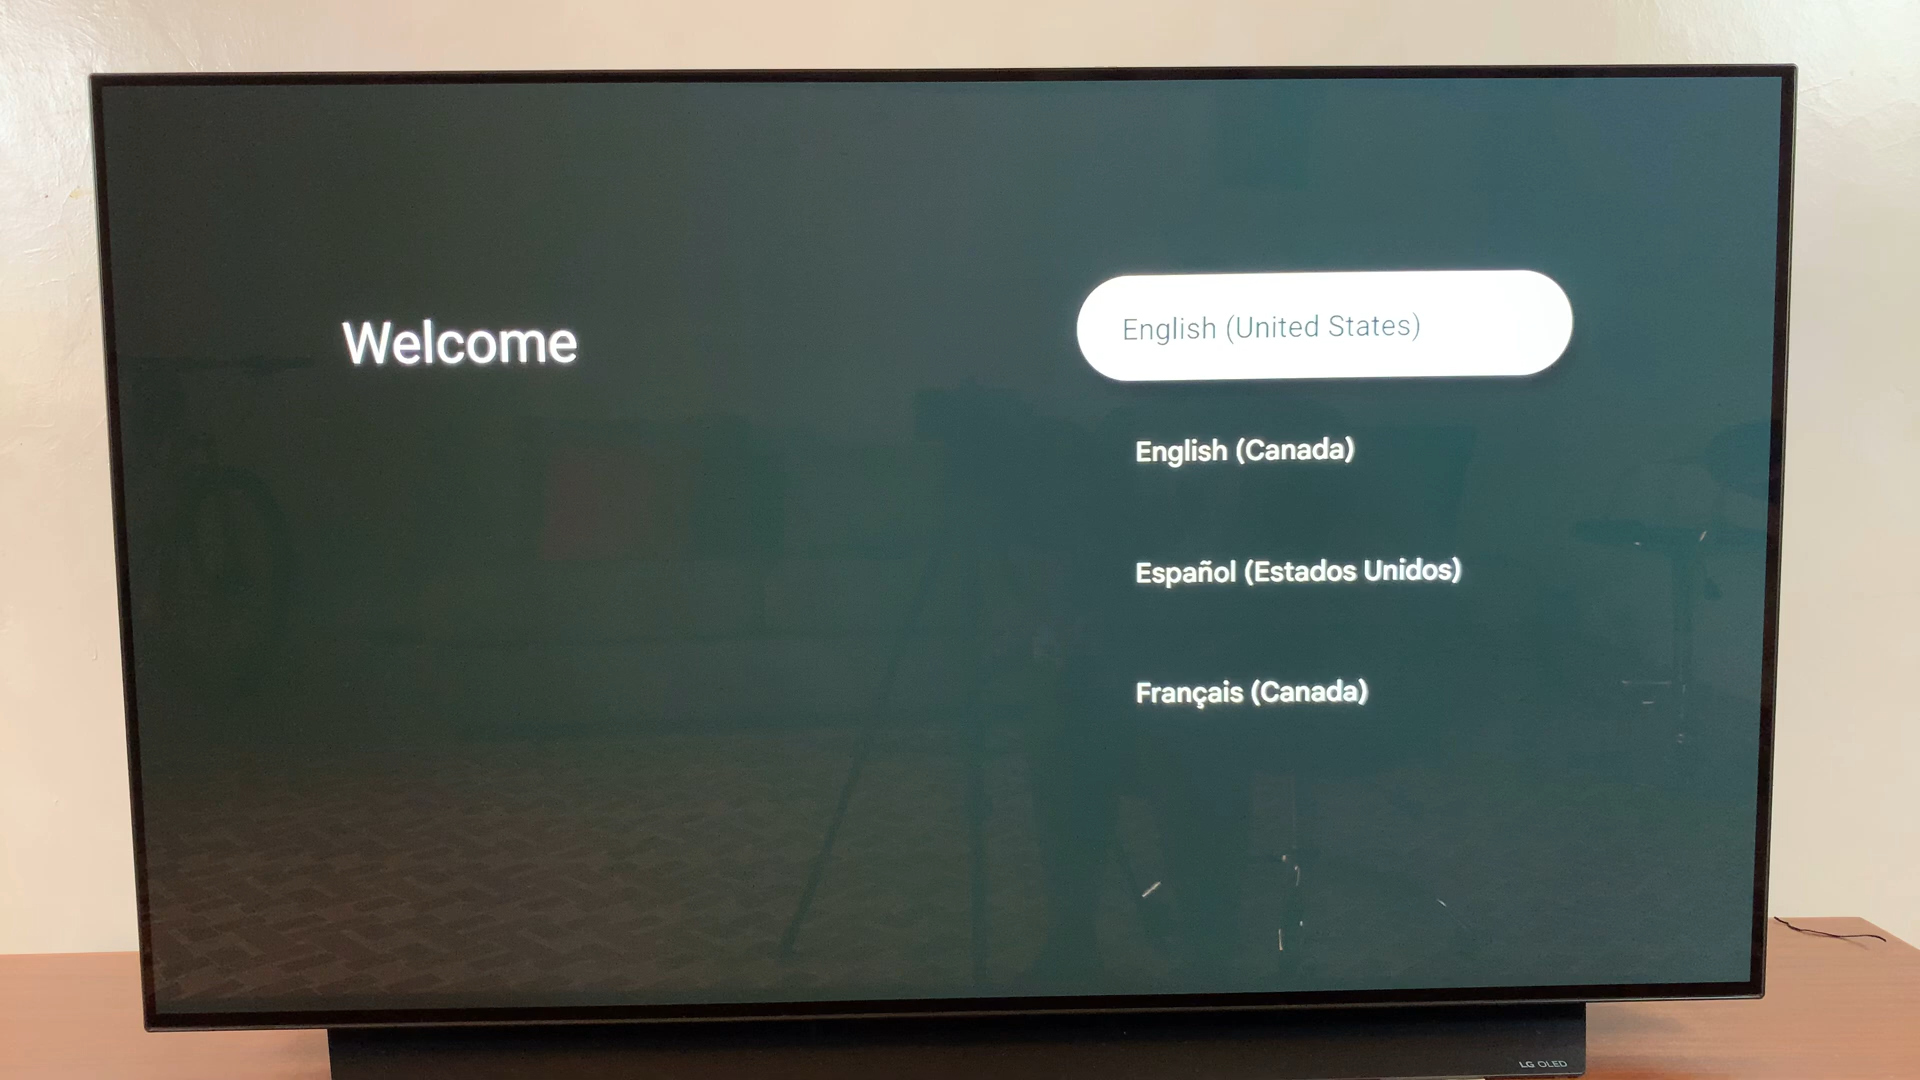 Welcome
English (United States)
English (Canada)
Español (Estados Unidos)
Français (Canada)
LG OLED